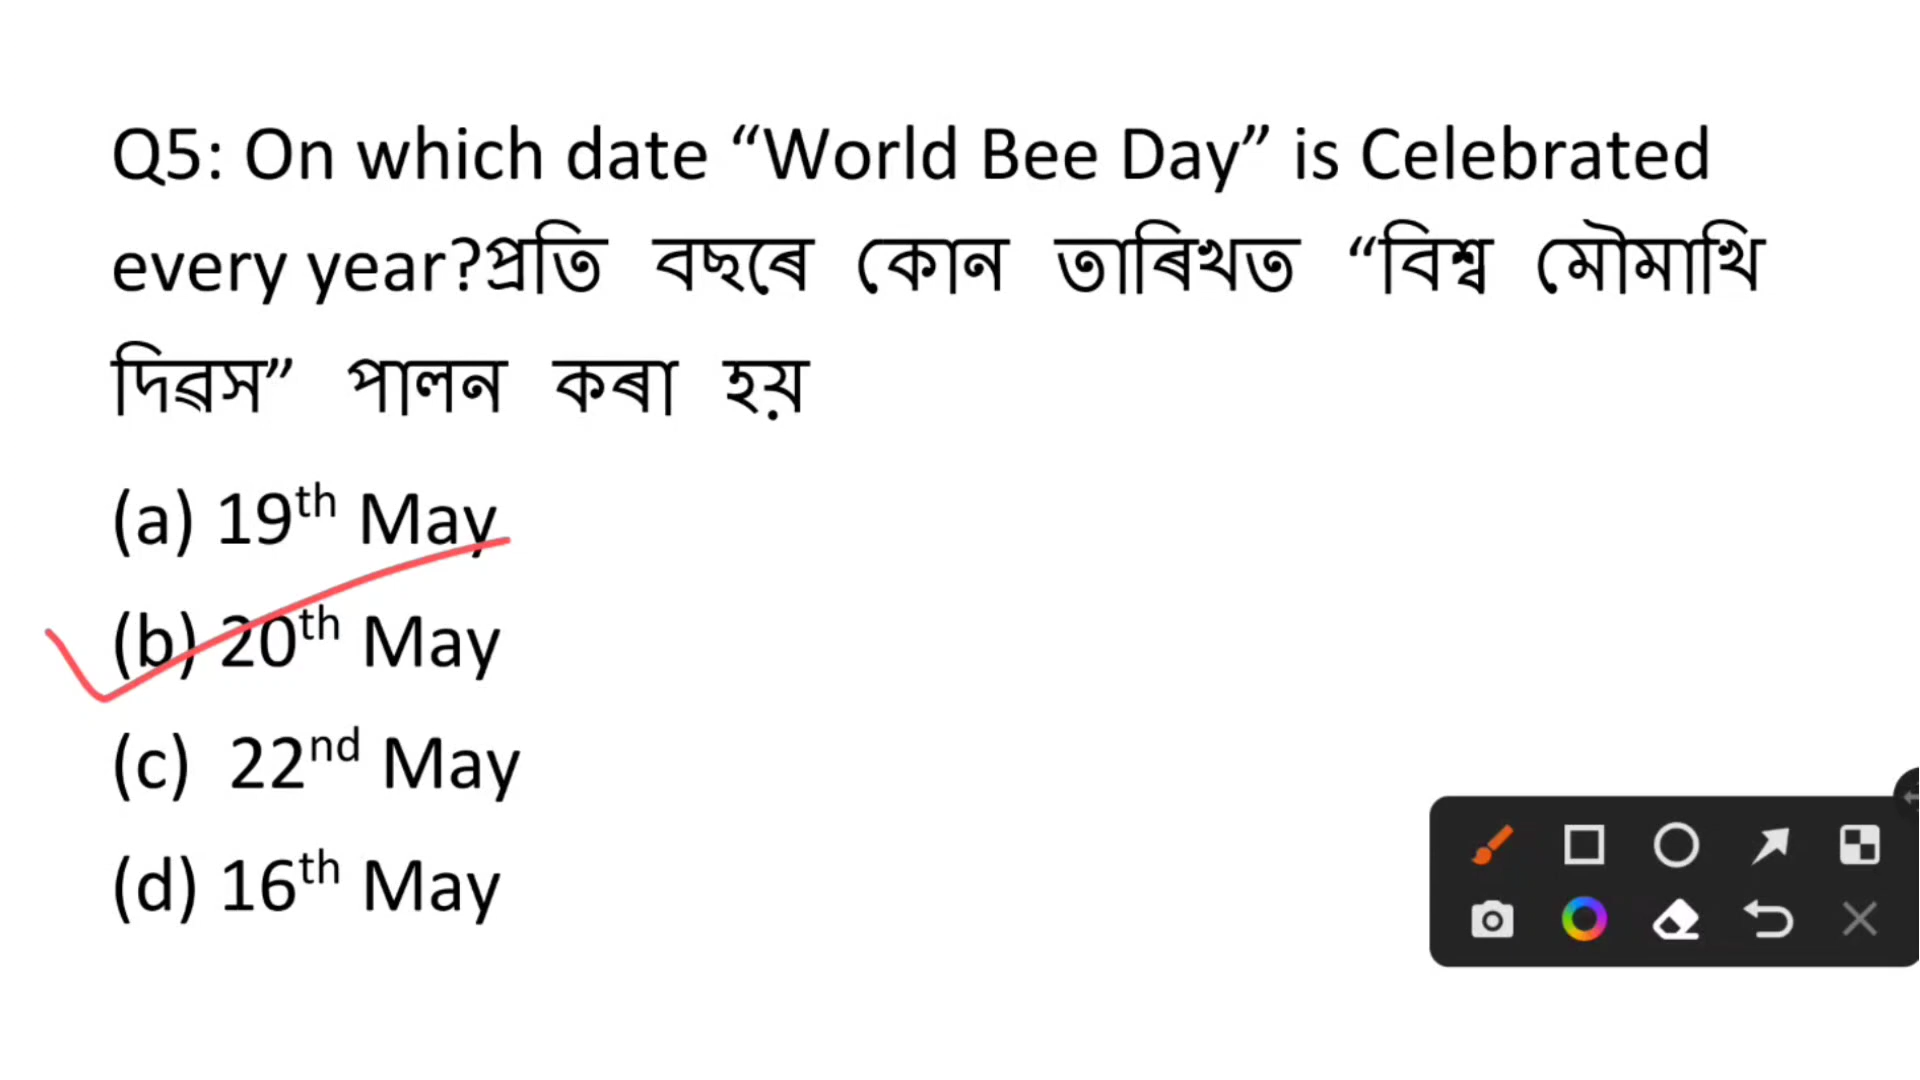 Q5: On which date “World Bee Day” is Celebrated
every year?প্ৰতি বছৰে কোন তাৰিখত “বিশ্ব মৌমাখি
দিৱস” পালন কৰা হয়
(a) 19th May
(b) 20th May
(c) 22nd May
(d) 16th May